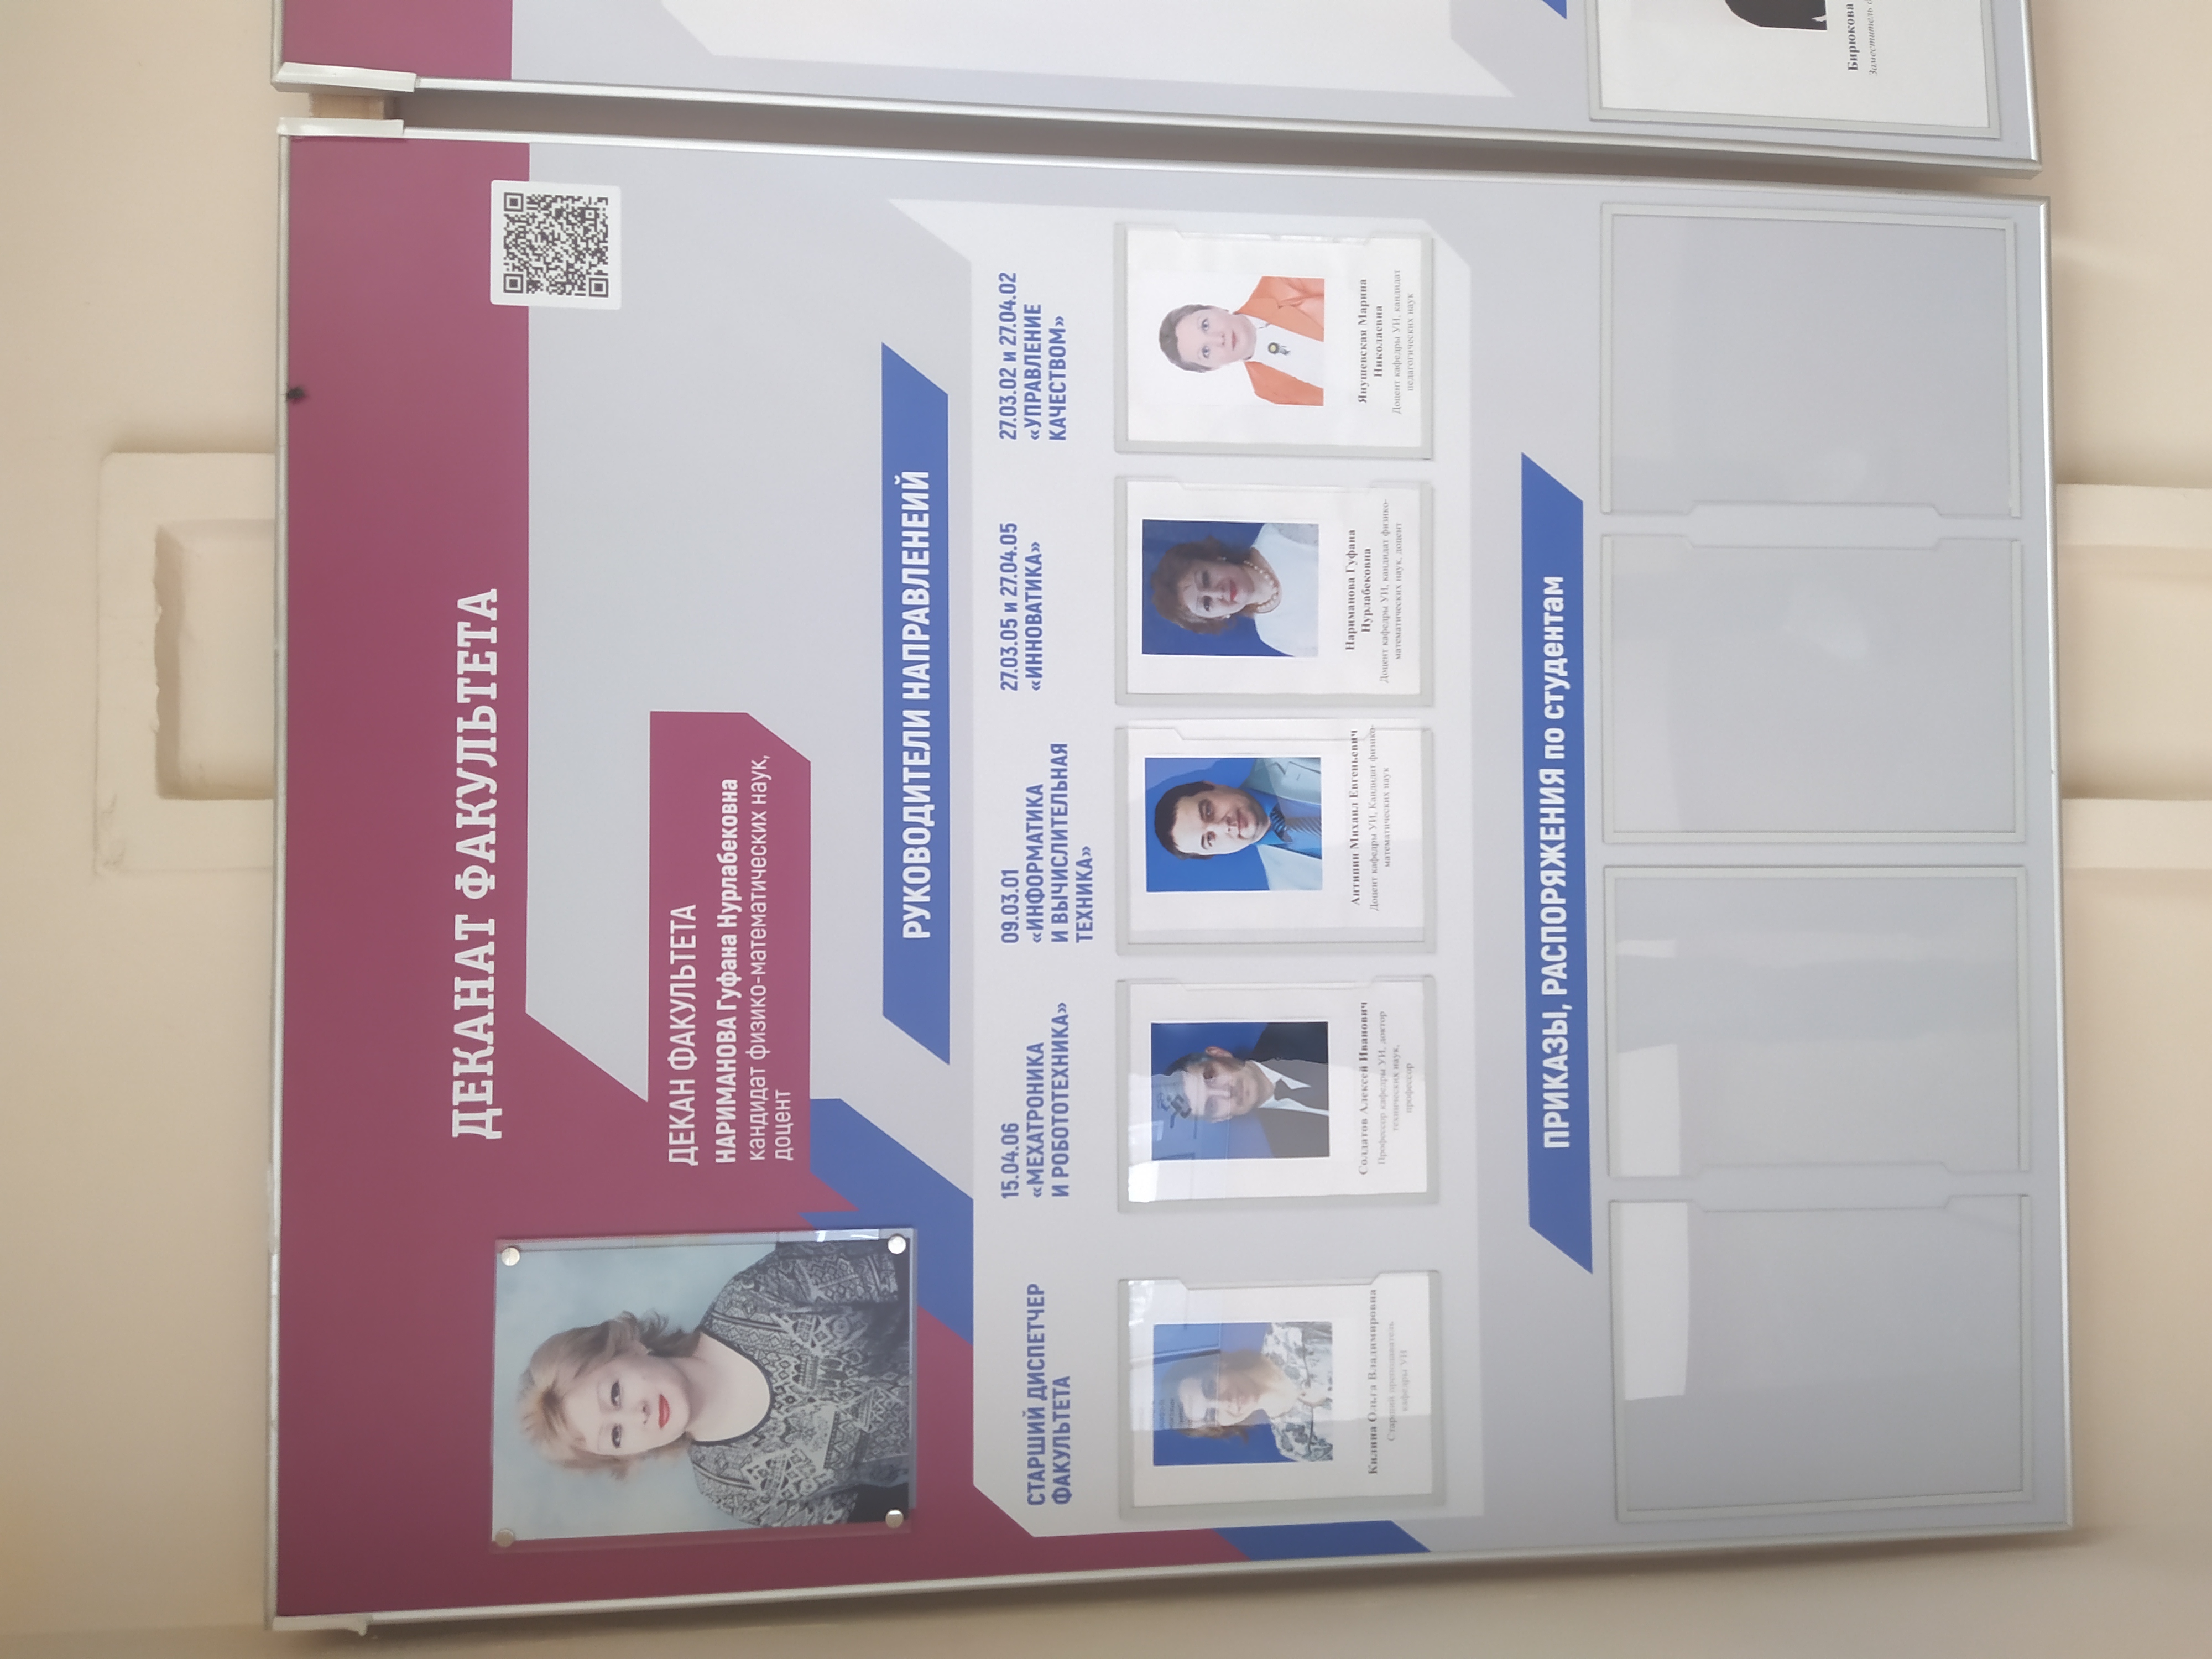 ДЕКАНАТ ФАКУЛЬТЕТА
ДЕКАН ФАКУЛЬТЕТА
НАРИМАНОВА Гуфана Нурлабековна
кандидат физико-математических наук,
доцент
РУКОВОДИТЕЛИ НАПРАВЛЕНЕИЙ
СТАРШИЙ ДИСПЕТЧЕР
ФАКУЛЬТЕТА
Килина Ольга Владимировна
Старший преподаватель
кафедры УИ
15.04.06
«МЕХАТРОНИКА
И РОБОТОТЕХНИКА»
Солдатов Алексей Иванович
Профессор кафедры УИ, доктор
технических наук,
профессор
09.03.01
«ИНФОРМАТИКА
И ВЫЧИСЛИТЕЛЬНАЯ
ТЕХНИКА»
Антипин Михаил Евгеньевич
Доцент кафедры УИ, Кандидат физико-
математических наук
27.03.05 и 27.04.05
«ИННОВАТИКА»
Нариманова Гуфана
Нурлабековна
Доцент кафедры УИ, кандидат физико-
математических наук, доцент
27.03.02 и 27.04.02
«УПРАВЛЕНИЕ
КАЧЕСТВОМ»
Янушевская Марина
Николаевна
Доцент кафедры УИ, кандидат
педагогических наук
ПРИКАЗЫ, РАСПОРЯЖЕНИЯ по студентам
Бирюкова
Заместитель